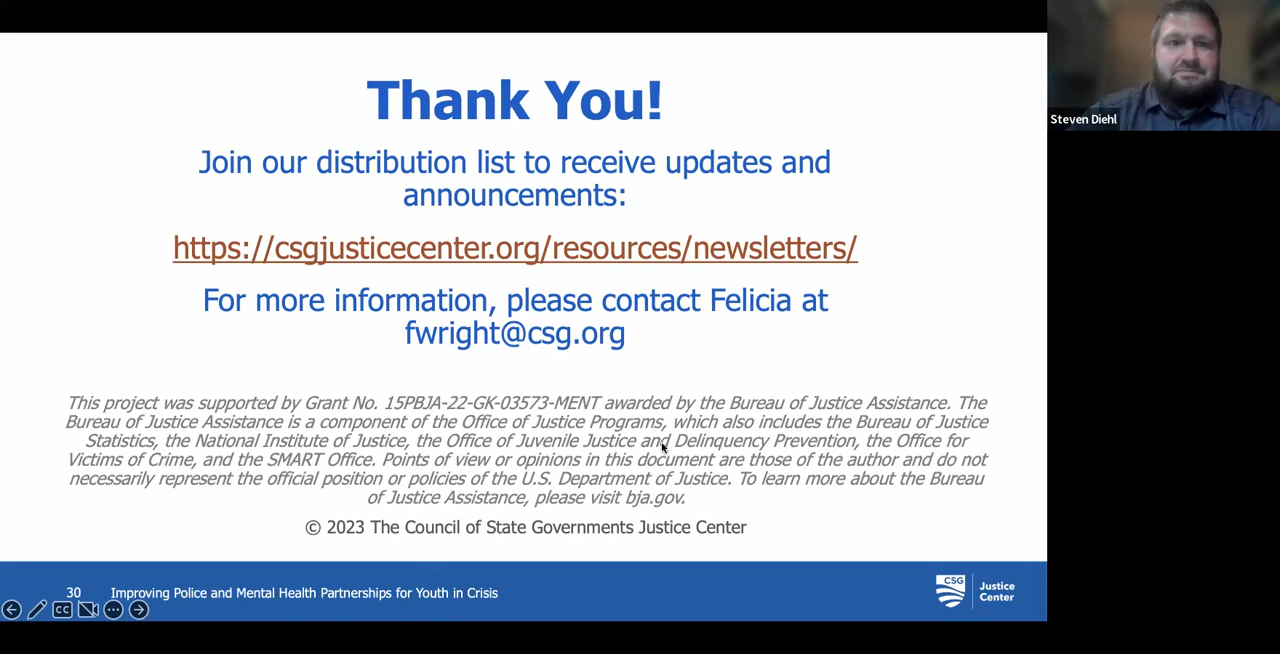 Thank You!
Join our distribution list to receive updates and
announcements:
https://csgjusticecenter.org/resources/newsletters/
For more information, please contact Felicia at
fwright@csg.org
This project was supported by Grant No. 15PBJA-22-GK-03573-MENT awarded by the Bureau of Justice Assistance. The
Bureau of Justice Assistance is a component of the Office of Justice Programs, which also includes the Bureau of Justice
Statistics, the National Institute of Justice, the Office of Juvenile Justice and Delinquency Prevention, the Office for
Victims of Crime, and the SMART Office. Points of view or opinions in this document are those of the author and do not
necessarily represent the official position or policies of the U.S. Department of Justice. To learn more about the Bureau
of Justice Assistance, please visit bja.gov.
© 2023 The Council of State Governments Justice Center
30 Improving Police and Mental Health Partnerships for Youth in Crisis
CSG Justice
Center
CC
Steven Diehl